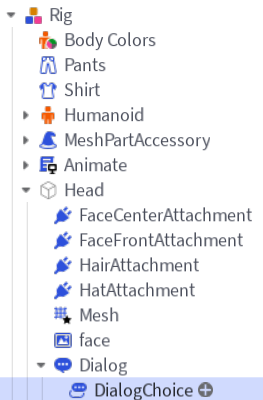 Rig
Body Colors
Pants
Shirt
Humanoid
MeshPartAccessory
Animate
Head
FaceCenterAttachment
FaceFrontAttachment
HairAttachment
HatAttachment
Mesh
face
Dialog
DialogChoice